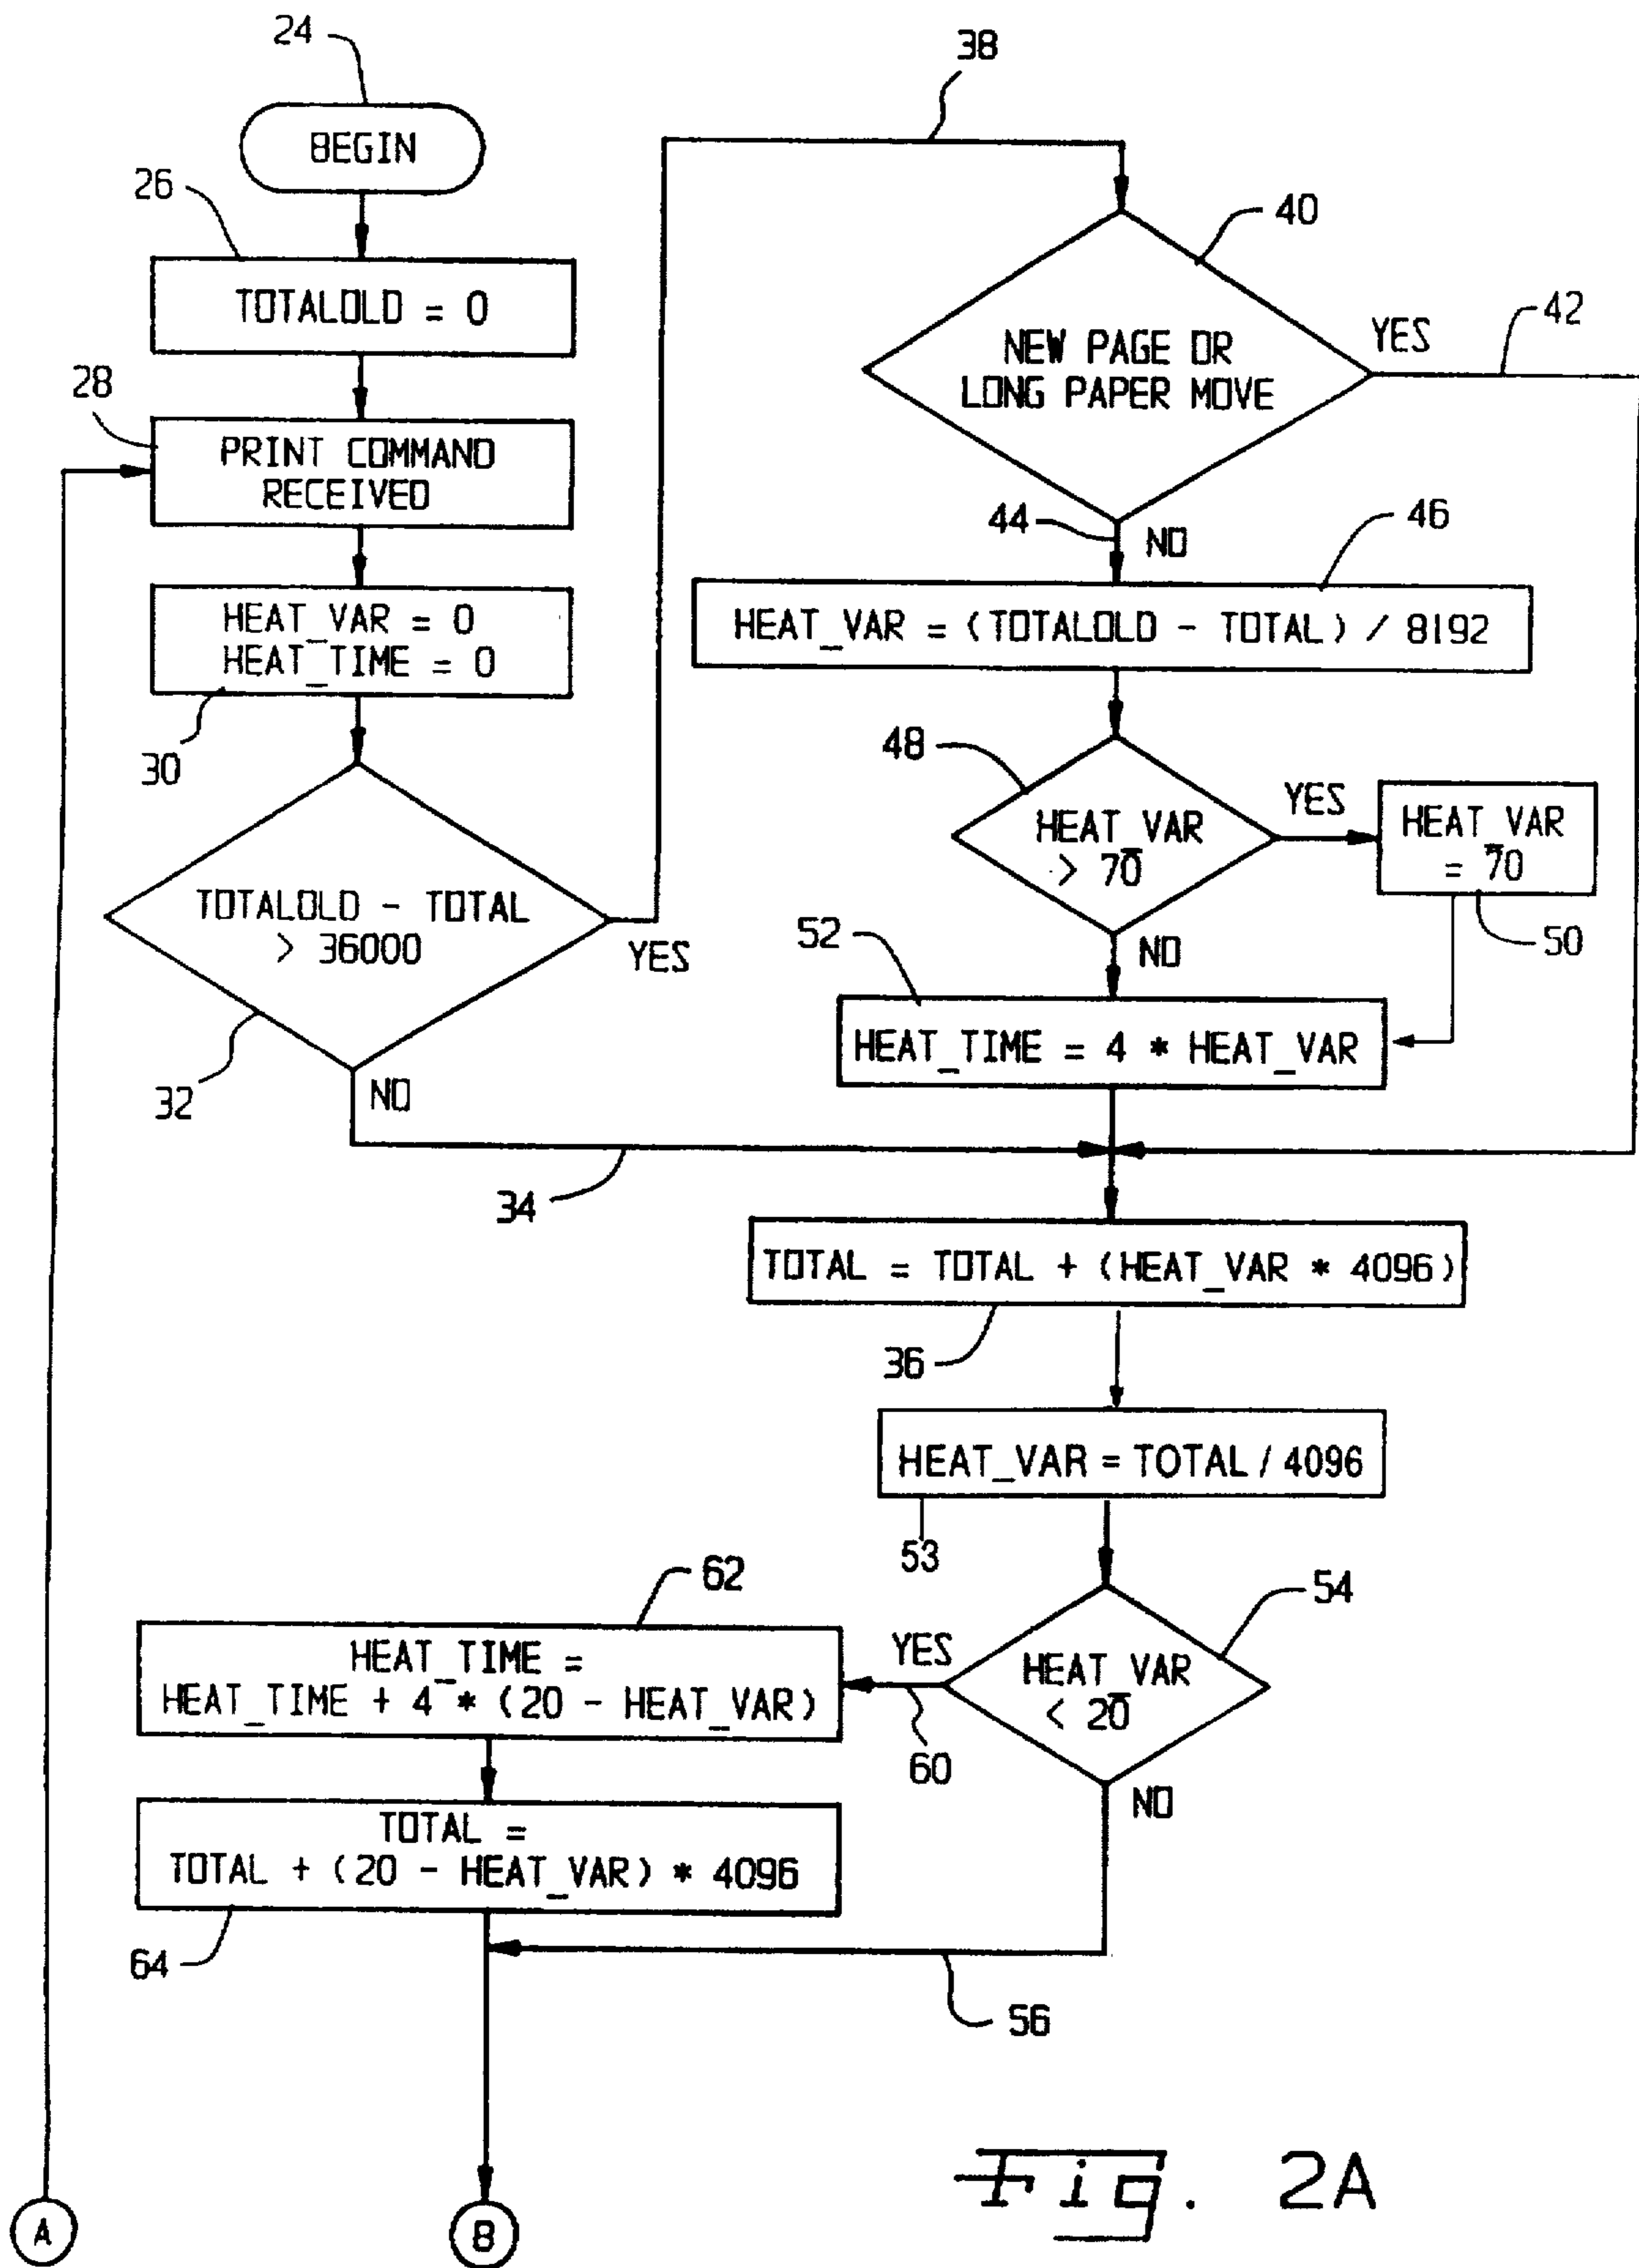 24
BEGIN
26
TOTALOLD = 0
28
PRINT COMMAND
RECEIVED
HEAT_VAR = 0
HEAT_TIME = 0
30
TOTALOLD - TOTAL
> 36000
YES
32
NO
34
38
40
NEW PAGE OR
LONG PAPER MOVE
YES
42
44
NO
46
HEAT_VAR = (TOTALOLD - TOTAL) / 8192
48
HEAT_VAR
> 70
YES
HEAT_VAR
= 70
50
NO
52
HEAT_TIME = 4 * HEAT_VAR
TOTAL = TOTAL + (HEAT_VAR * 4096)
36
HEAT_VAR = TOTAL / 4096
53
54
HEAT_VAR
< 20
YES
60
NO
62
HEAT_TIME =
HEAT_TIME + 4 * (20 - HEAT_VAR)
TOTAL =
TOTAL + (20 - HEAT_VAR) * 4096
64
56
A
B
Fig. 2A